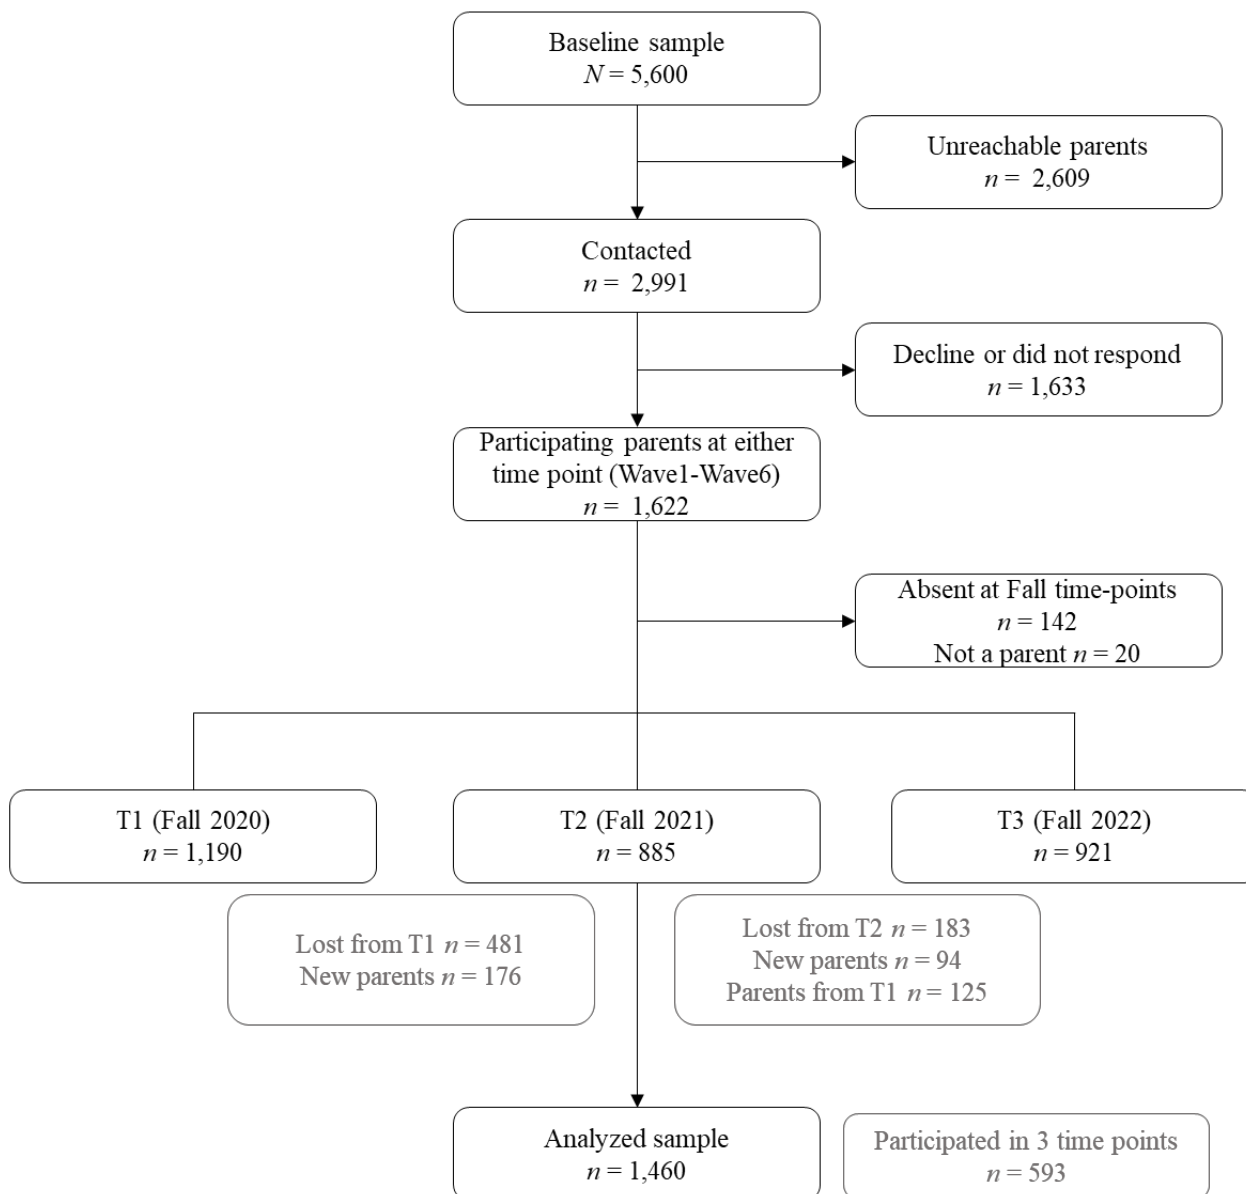 Baseline sample
N = 5,600
Unreachable parents
n = 2,609
Contacted
n = 2,991
Decline or did not respond
n = 1,633
Participating parents at either
time point (Wave1-Wave6)
n = 1,622
Absent at Fall time-points
n = 142
Not a parent n = 20
T1 (Fall 2020)
n = 1,190
T2 (Fall 2021)
n = 885
T3 (Fall 2022)
n = 921
Lost from T1 n = 481
New parents n = 176
Lost from T2 n = 183
New parents n = 94
Parents from T1 n = 125
Analyzed sample
n = 1,460
Participated in 3 time points
n = 593